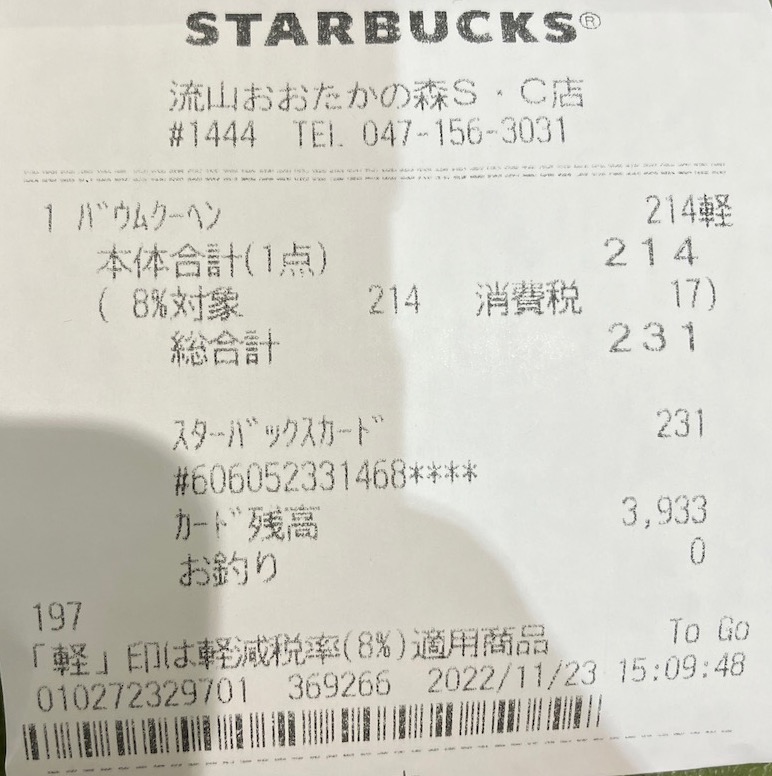 STARBUCKS®
流山おおたかの森S・C店
#1444 TEL 047-156-3031
1 ﾊﾞｳﾑｸｰﾍﾝ 214軽
本体合計(1点) 214
( 8%対象 214 消費税 17)
総合計 231
ｽﾀｰﾊﾞｯｸｽｶｰﾄﾞ 231
#606052331468****
ｶｰﾄﾞ残高 3,933
お釣り 0
197
「軽」印は軽減税率(8%)適用商品 To Go
010272329701 369266 2022/11/23 15:09:48